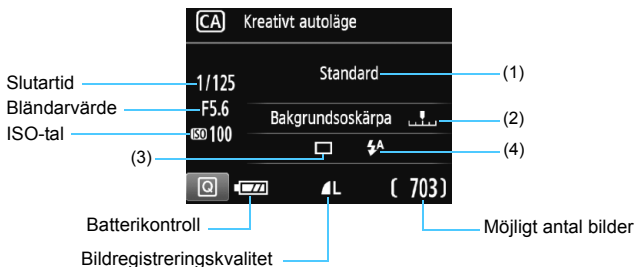 CA Kreativt autoläge
Standard
(1)
Slutartid
1/125
Bländarvärde
F5.6
Bakgrundsoskärpa
(2)
ISO-tal
ISO 100
(3)
A
(4)
Q
L
( 703)
Batterikontroll
Möjligt antal bilder
Bildregistreringskvalitet